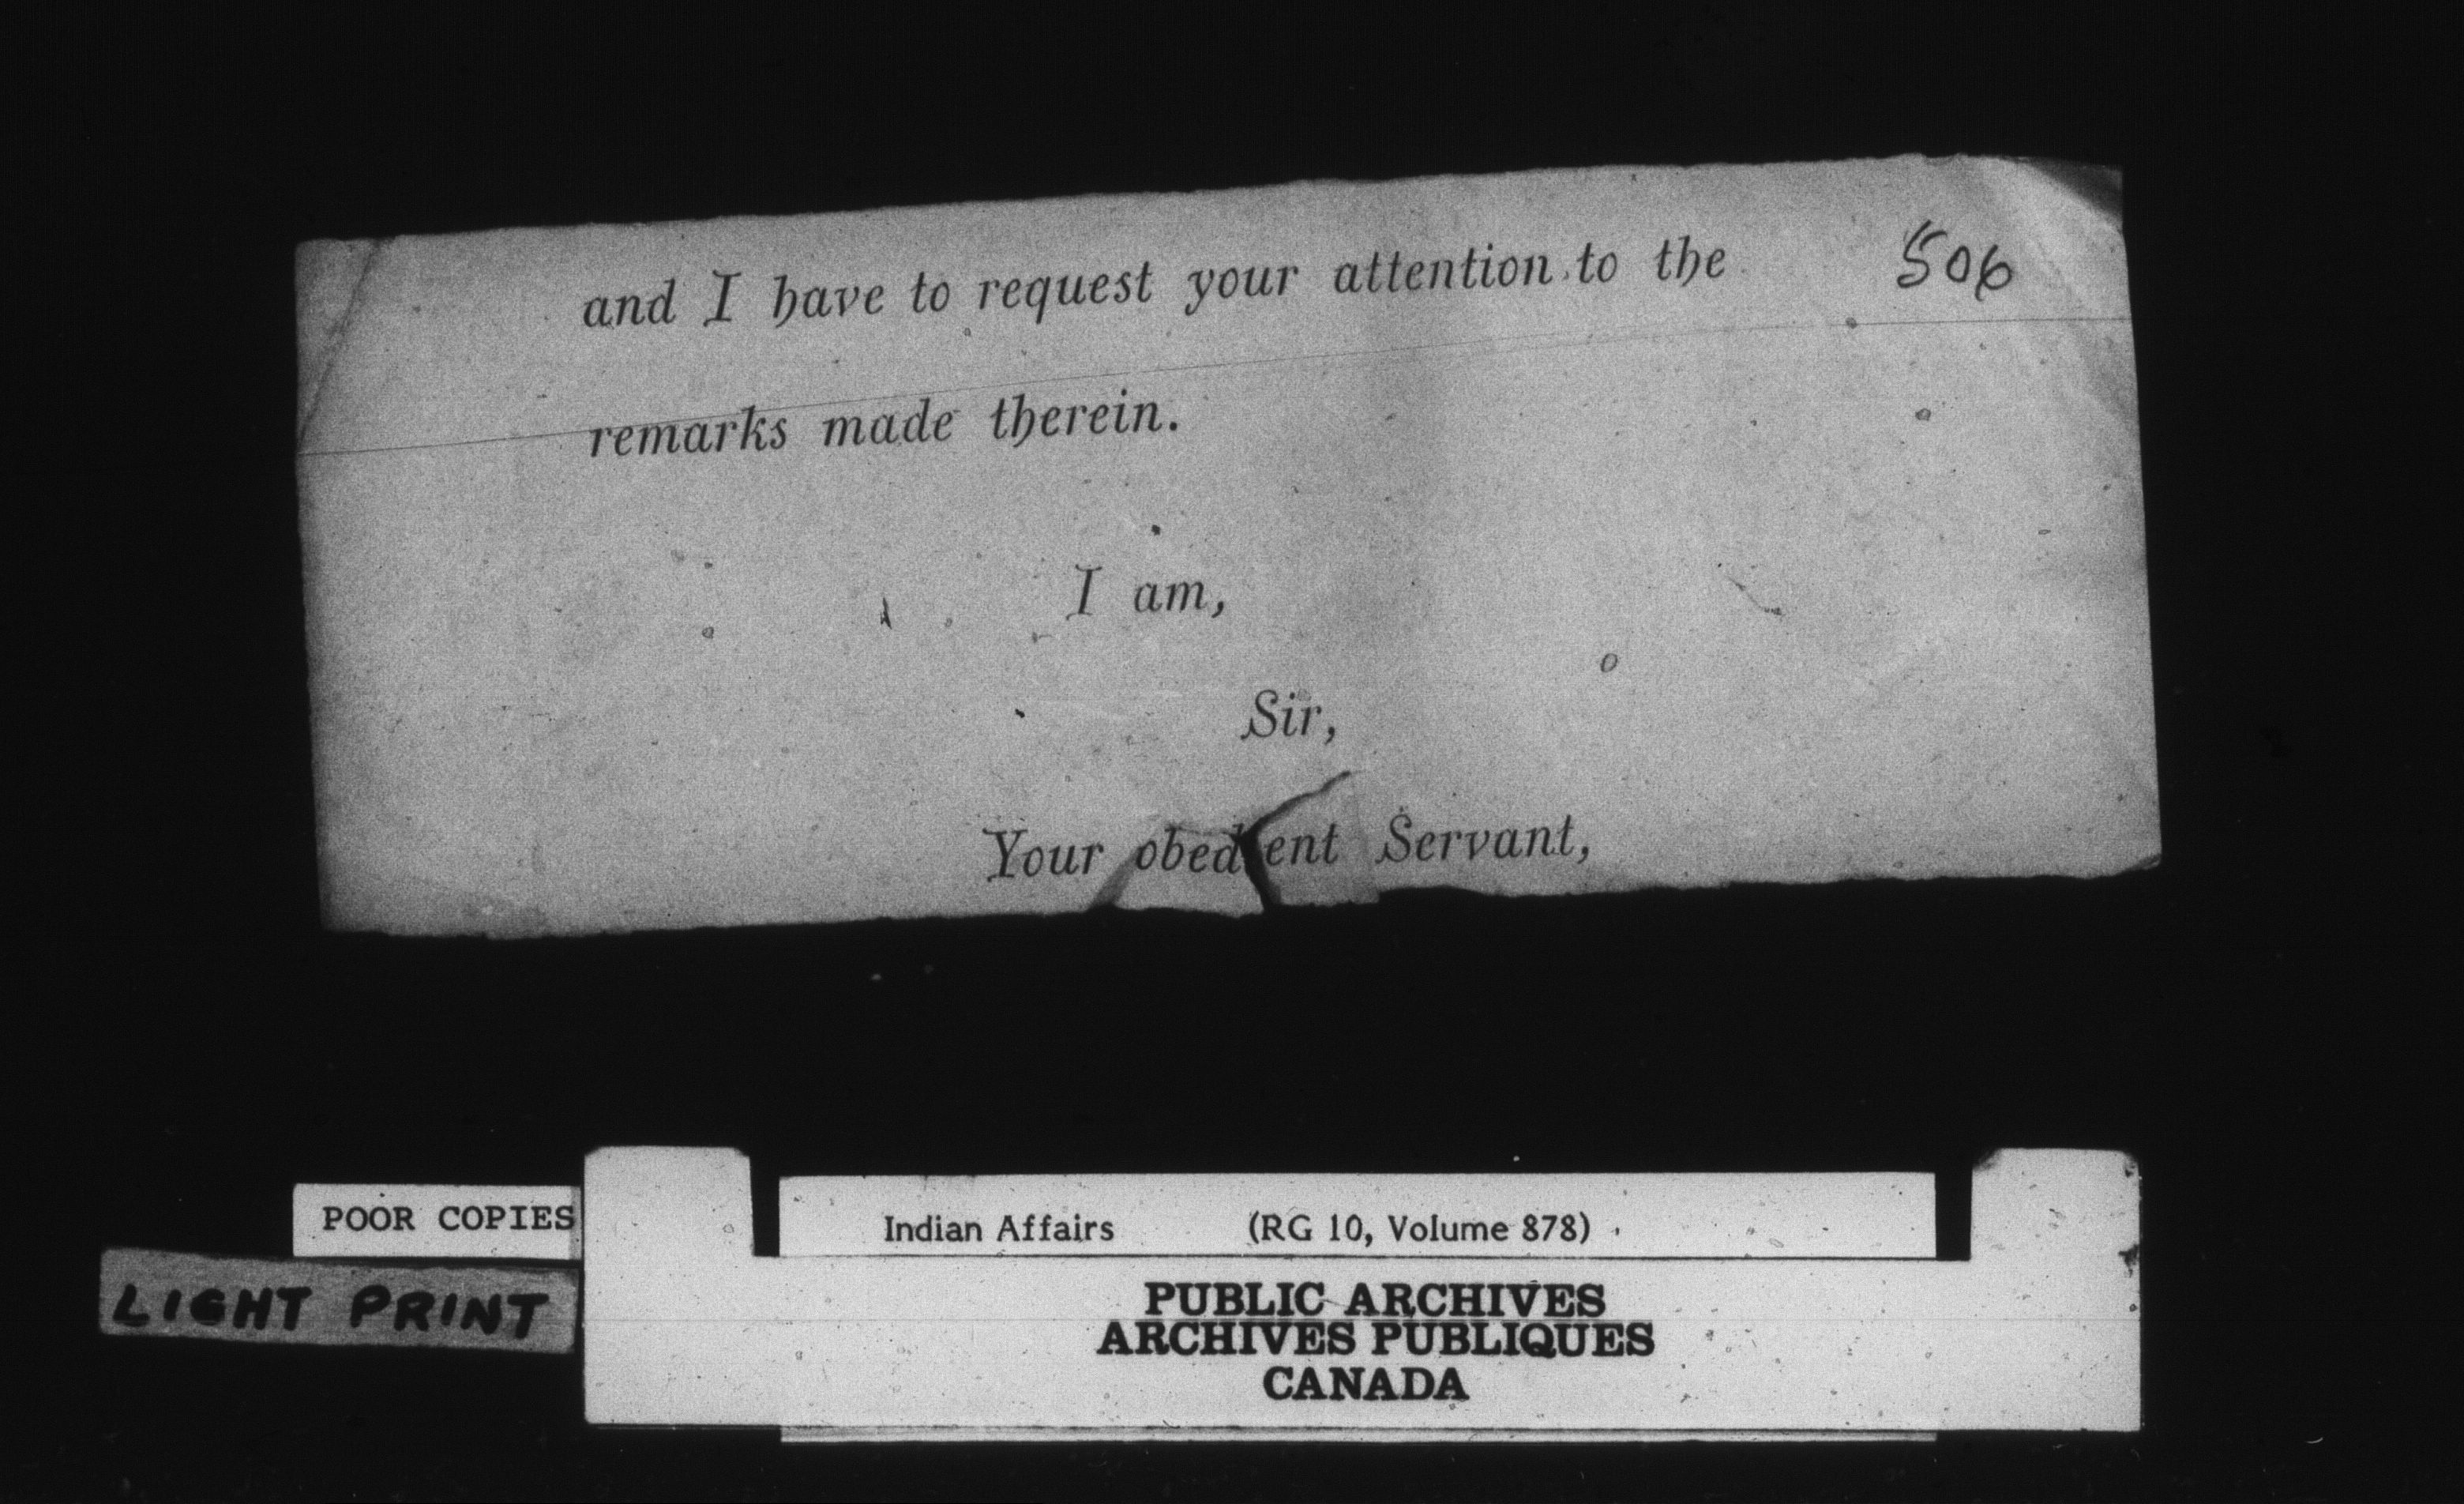 506
and I have to request your attention to the
remarks made therein.
I am,
Sir,
Your obedient Servant,
POOR COPIES
LIGHT PRINT
Indian Affairs (RG 10, Volume 878)
PUBLIC ARCHIVES
ARCHIVES PUBLIQUES
CANADA